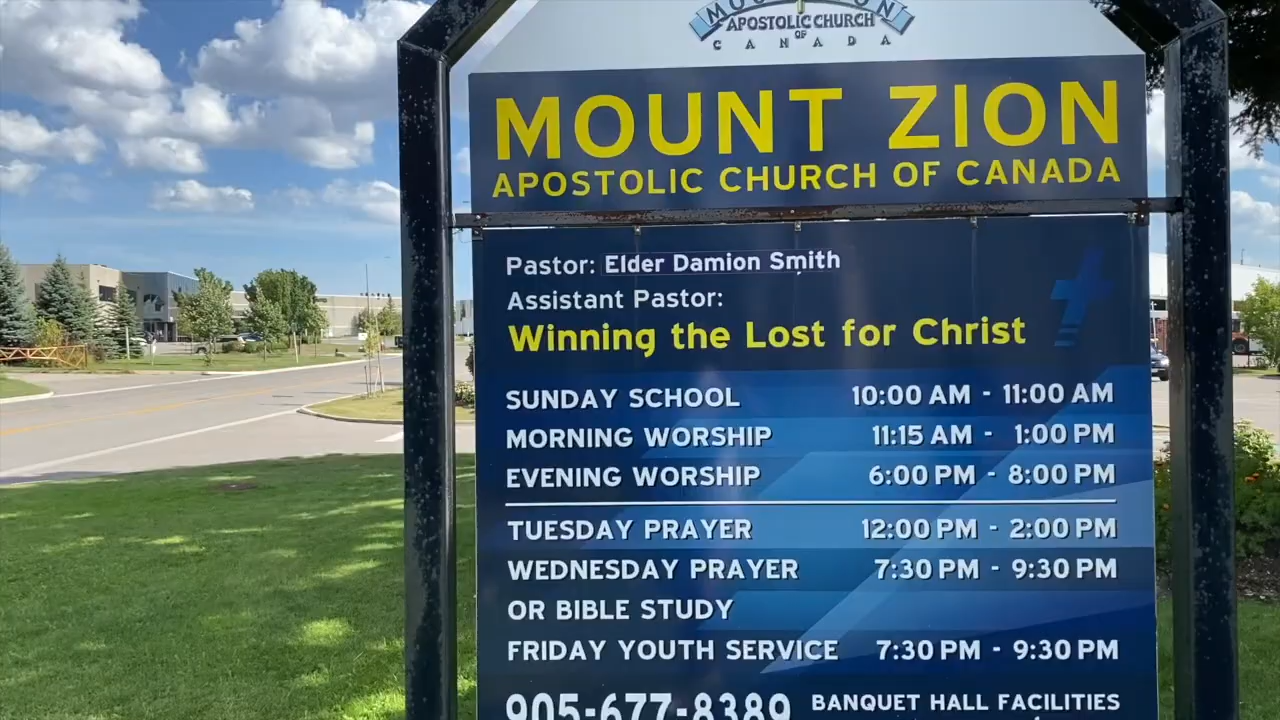 APOSTOLIC CHURCH
OF
CANADA
MOUNT ZION
APOSTOLIC CHURCH OF CANADA
Pastor: Elder Damion Smith
Assistant Pastor:
Winning the Lost for Christ
SUNDAY SCHOOL 10:00 AM - 11:00 AM
MORNING WORSHIP 11:15 AM - 1:00 PM
EVENING WORSHIP 6:00 PM - 8:00 PM
TUESDAY PRAYER 12:00 PM - 2:00 PM
WEDNESDAY PRAYER 7:30 PM - 9:30 PM
OR BIBLE STUDY
FRIDAY YOUTH SERVICE 7:30 PM - 9:30 PM
905-677-8389 BANQUET HALL FACILITIES